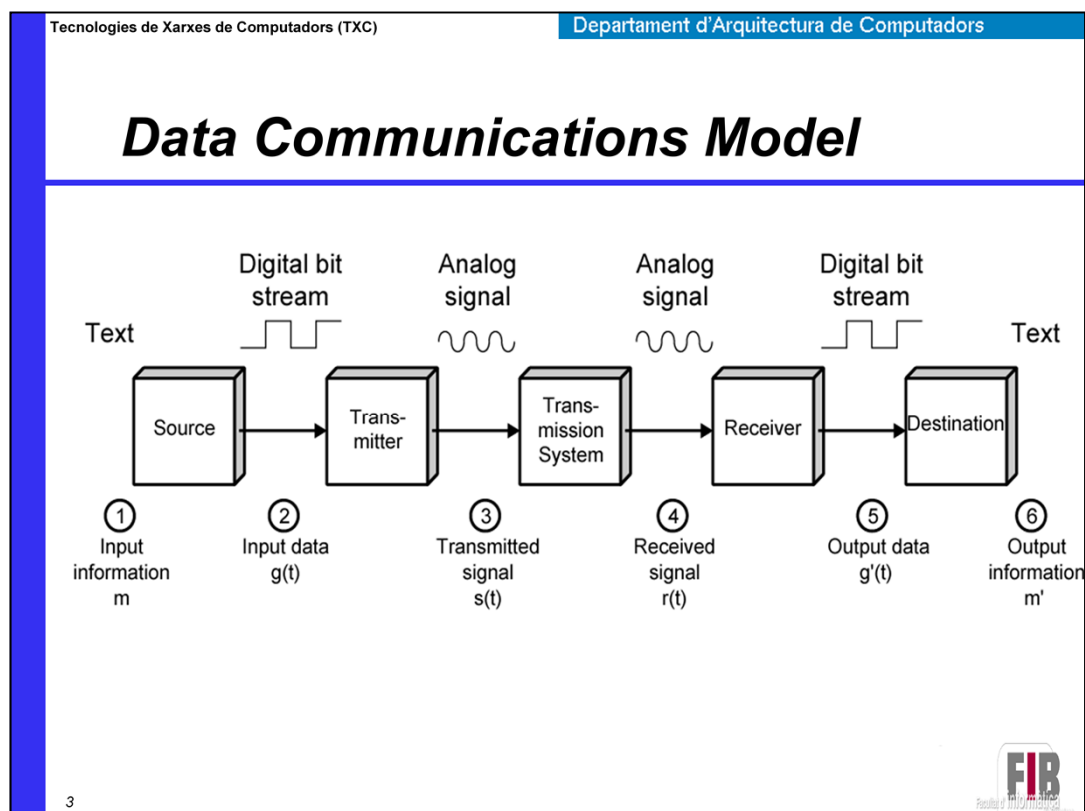 Tecnologies de Xarxes de Computadors (TXC)
Departament d'Arquitectura de Computadors
Data Communications Model
Text
Digital bit
stream
Analog
signal
Analog
signal
Digital bit
stream
Text
Source
Trans-
mitter
Trans-
mission
System
Receiver
Destination
1
Input
information
m
2
Input data
g(t)
3
Transmitted
signal
s(t)
4
Received
signal
r(t)
5
Output data
g'(t)
6
Output
information
m'
3
FIB
Facultat d'Informàtica